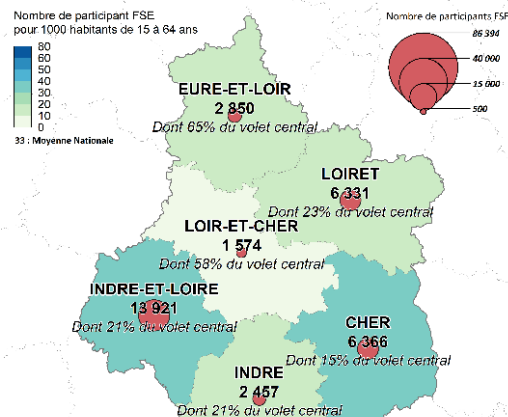 Nombre de participant FSE
pour 1000 habitants de 15 à 64 ans
80
70
60
50
40
30
20
10
0
33 : Moyenne Nationale
Nombre de participants FSE
86 394
40 000
15 000
500
EURE-ET-LOIR
2 850
Dont 65% du volet central
LOIRET
6 331
Dont 23% du volet central
LOIR-ET-CHER
1 574
Dont 58% du volet central
INDRE-ET-LOIRE
13 921
Dont 21% du volet central
CHER
6 366
Dont 15% du volet central
INDRE
2 457
Dont 21% du volet central